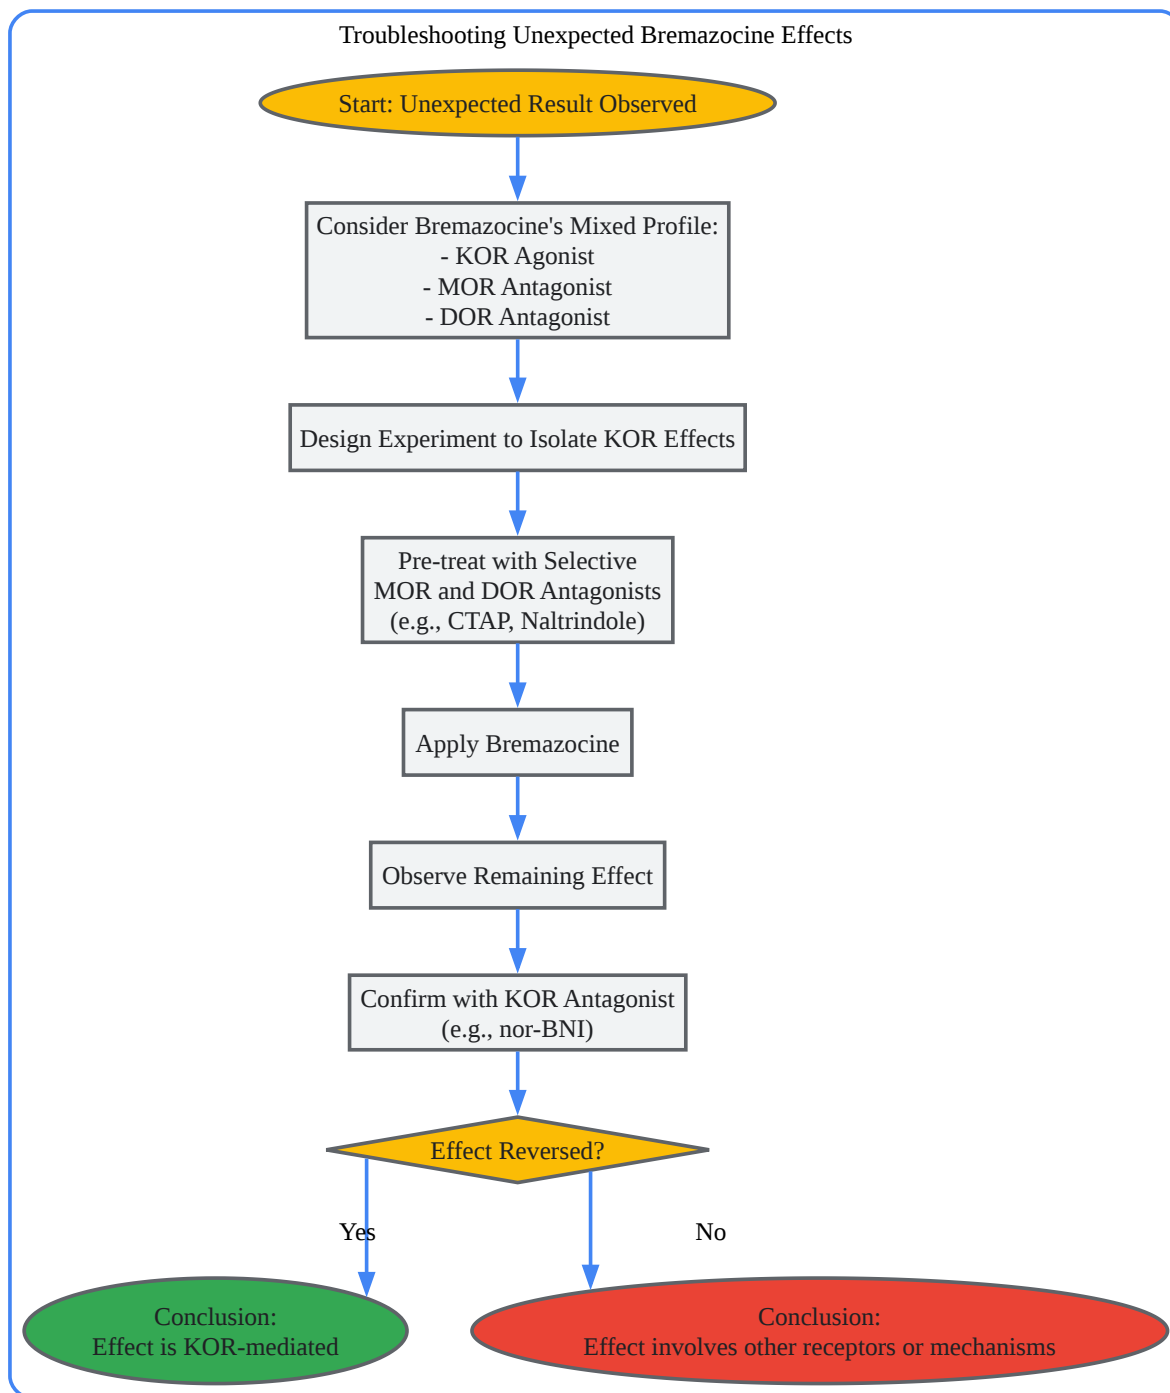 Troubleshooting Unexpected Bremazocine Effects
Start: Unexpected Result Observed
Consider Bremazocine's Mixed Profile:
- KOR Agonist
- MOR Antagonist
- DOR Antagonist
Design Experiment to Isolate KOR Effects
Pre-treat with Selective
MOR and DOR Antagonists
(e.g., CTAP, Naltrindole)
Apply Bremazocine
Observe Remaining Effect
Confirm with KOR Antagonist
(e.g., nor-BNI)
Effect Reversed?
Yes
No
Conclusion:
Effect is KOR-mediated
Conclusion:
Effect involves other receptors or mechanisms